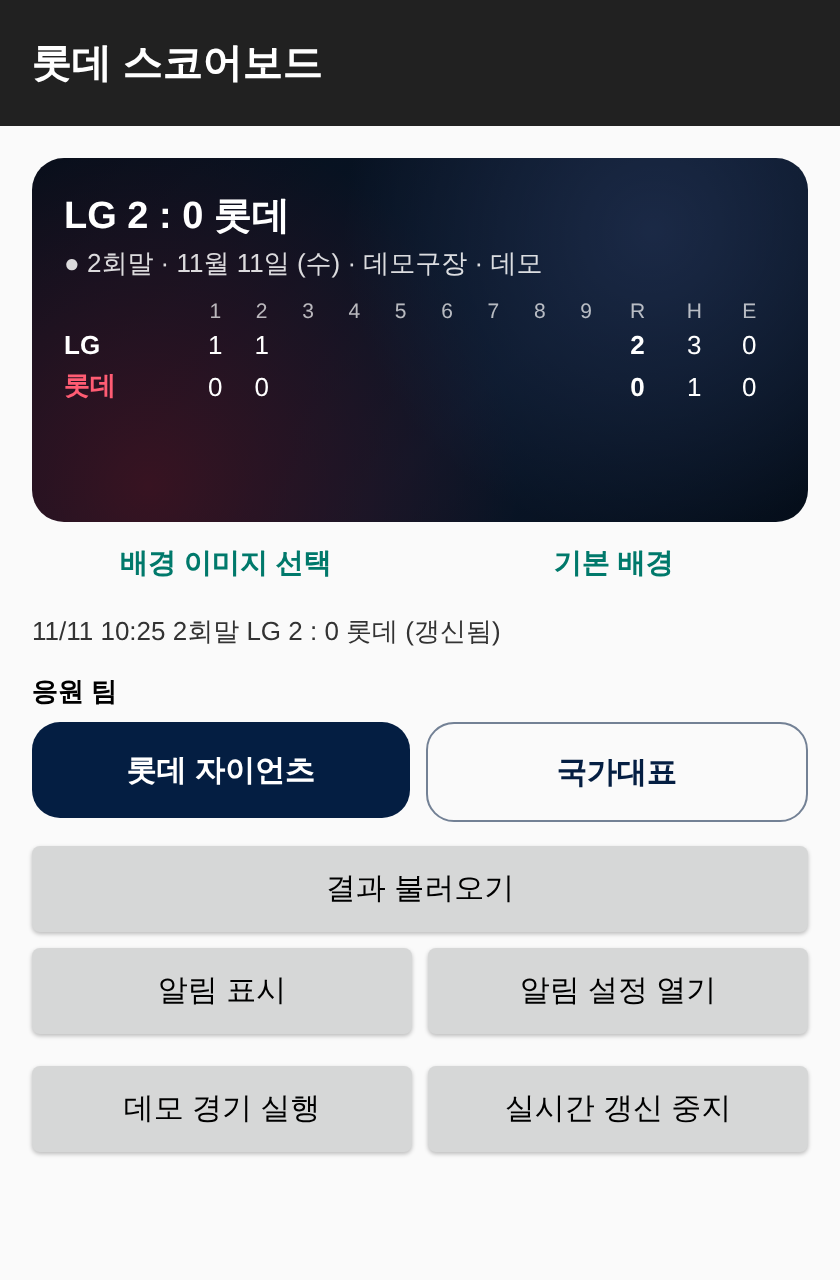 롯데 스코어보드
LG 2 : 0 롯데
● 2회말 · 11월 11일 (수) · 데모구장 · 데모
1 2 3 4 5 6 7 8 9 R H E
LG 1 1 2 3 0
롯데 0 0 0 1 0
배경 이미지 선택 기본 배경
11/11 10:25 2회말 LG 2 : 0 롯데 (갱신됨)
응원 팀
롯데 자이언츠 국가대표
결과 불러오기
알림 표시 알림 설정 열기
데모 경기 실행 실시간 갱신 중지